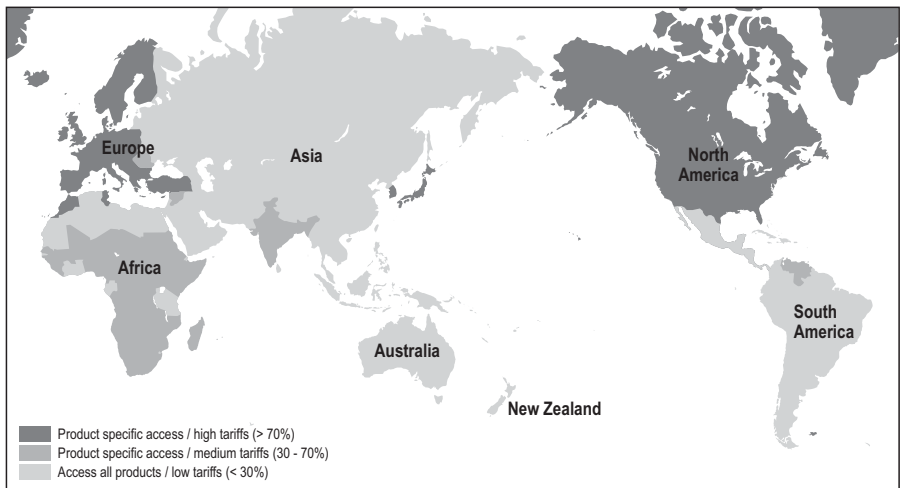 Europe
Asia
North
America
Africa
South
America
Australia
New Zealand
Product specific access / high tariffs (> 70%)
Product specific access / medium tariffs (30 - 70%)
Access all products / low tariffs (< 30%)